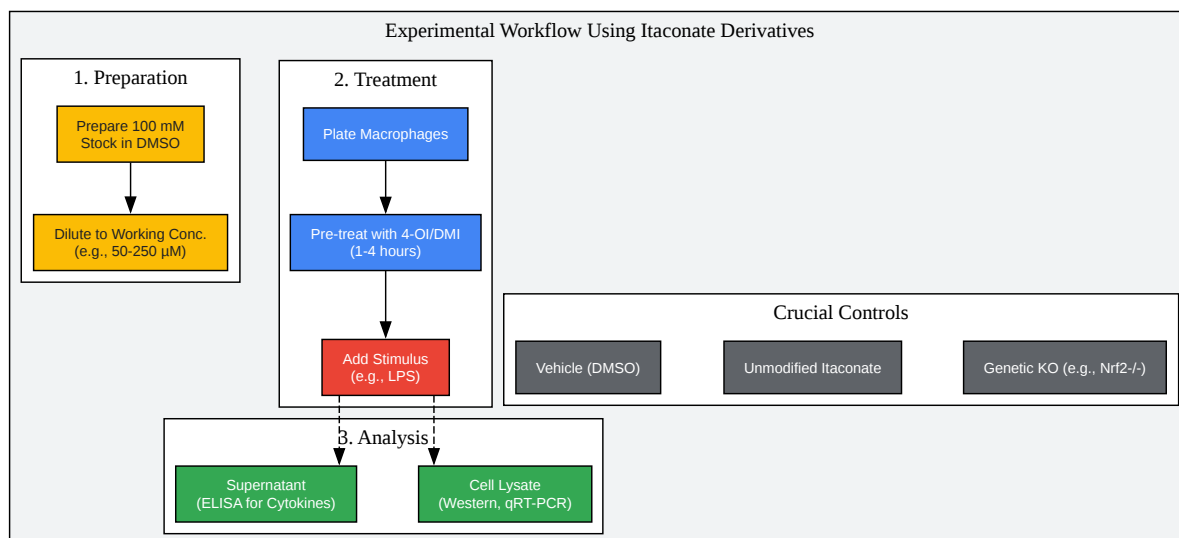 Experimental Workflow Using Itaconate Derivatives
1. Preparation
Prepare 100 mM
Stock in DMSO
Dilute to Working Conc.
(e.g., 50-250 µM)
2. Treatment
Plate Macrophages
Pre-treat with 4-OI/DMI
(1-4 hours)
Add Stimulus
(e.g., LPS)
Crucial Controls
Vehicle (DMSO)
Unmodified Itaconate
Genetic KO (e.g., Nrf2-/-)
3. Analysis
Supernatant
(ELISA for Cytokines)
Cell Lysate
(Western, qRT-PCR)